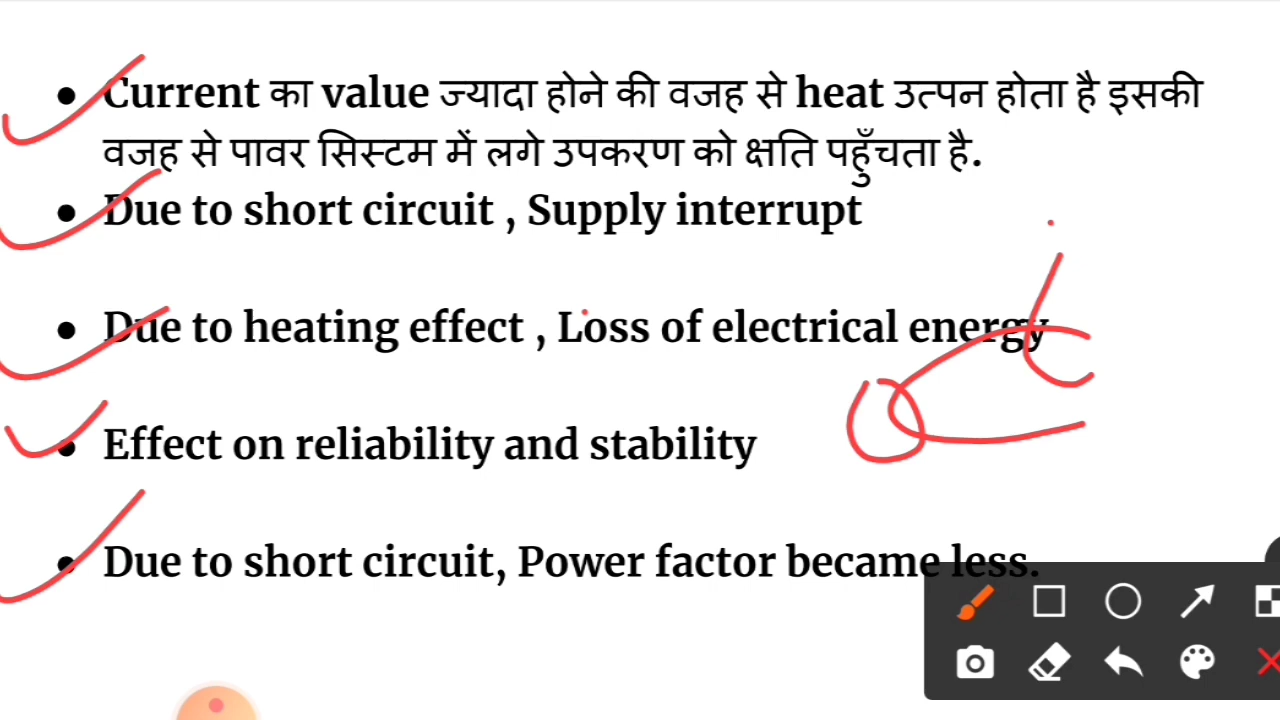 ● Current का value ज्यादा होने की वजह से heat उत्पन होता है इसकी
वजह से पावर सिस्टम में लगे उपकरण को क्षति पहुँचता है.
● Due to short circuit , Supply interrupt
● Due to heating effect , Loss of electrical energy
● Effect on reliability and stability
● Due to short circuit, Power factor became less.